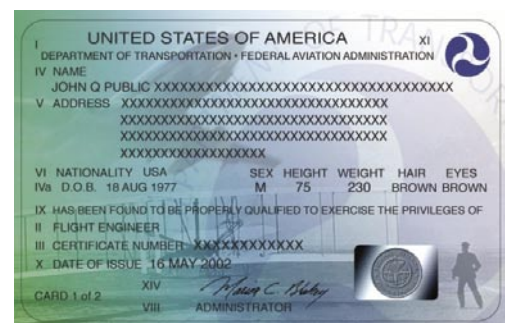 I UNITED STATES OF AMERICA XI
DEPARTMENT OF TRANSPORTATION • FEDERAL AVIATION ADMINISTRATION
IV NAME
JOHN Q PUBLIC XXXXXXXXXXXXXXXXXXXXXXXXXXXXXXXXXXXX
V ADDRESS XXXXXXXXXXXXXXXXXXXXXXXXXXXXXXXXX
XXXXXXXXXXXXXXXXXXXXXXXXXXXXXXXXX
XXXXXXXXXXXXXXXXXXXXXXXXXXXXXXXXX
XXXXXXXXXXXXXXXXXX
VI NATIONALITY USA SEX HEIGHT WEIGHT HAIR EYES
IVa D.O.B. 18 AUG 1977 M 75 230 BROWN BROWN
IX HAS BEEN FOUND TO BE PROPERLY QUALIFIED TO EXERCISE THE PRIVILEGES OF
II FLIGHT ENGINEER
III CERTIFICATE NUMBER XXXXXXXXXXXX
X DATE OF ISSUE 16 MAY 2002
CARD 1 of 2 XIV
VIII ADMINISTRATOR